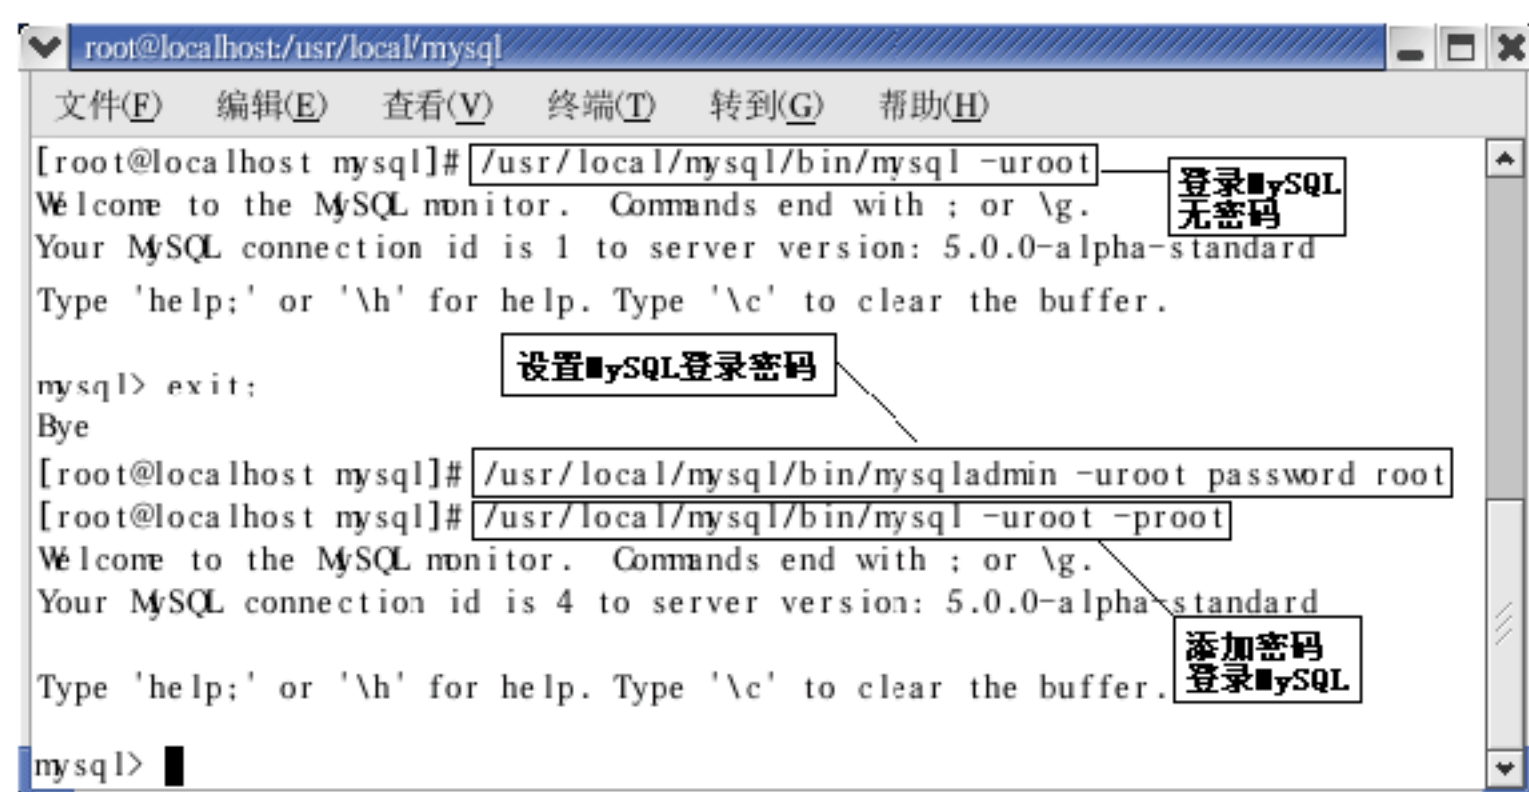 root@localhost:/usr/local/mysql
文件(F) 编辑(E) 查看(V) 终端(T) 转到(G) 帮助(H)
[root@localhost mysql]# /usr/local/mysql/bin/mysql -uroot
登录MySQL
无密码
Welcome to the MySQL monitor. Commands end with ; or \g.
Your MySQL connection id is 1 to server version: 5.0.0-alpha-standard
Type 'help;' or '\h' for help. Type '\c' to clear the buffer.
设置MySQL登录密码
mysql> exit;
Bye
[root@localhost mysql]# /usr/local/mysql/bin/mysqladmin -uroot password root
[root@localhost mysql]# /usr/local/mysql/bin/mysql -uroot -proot
Welcome to the MySQL monitor. Commands end with ; or \g.
Your MySQL connection id is 4 to server version: 5.0.0-alpha-standard
添加密码
登录MySQL
Type 'help;' or '\h' for help. Type '\c' to clear the buffer.
mysql>